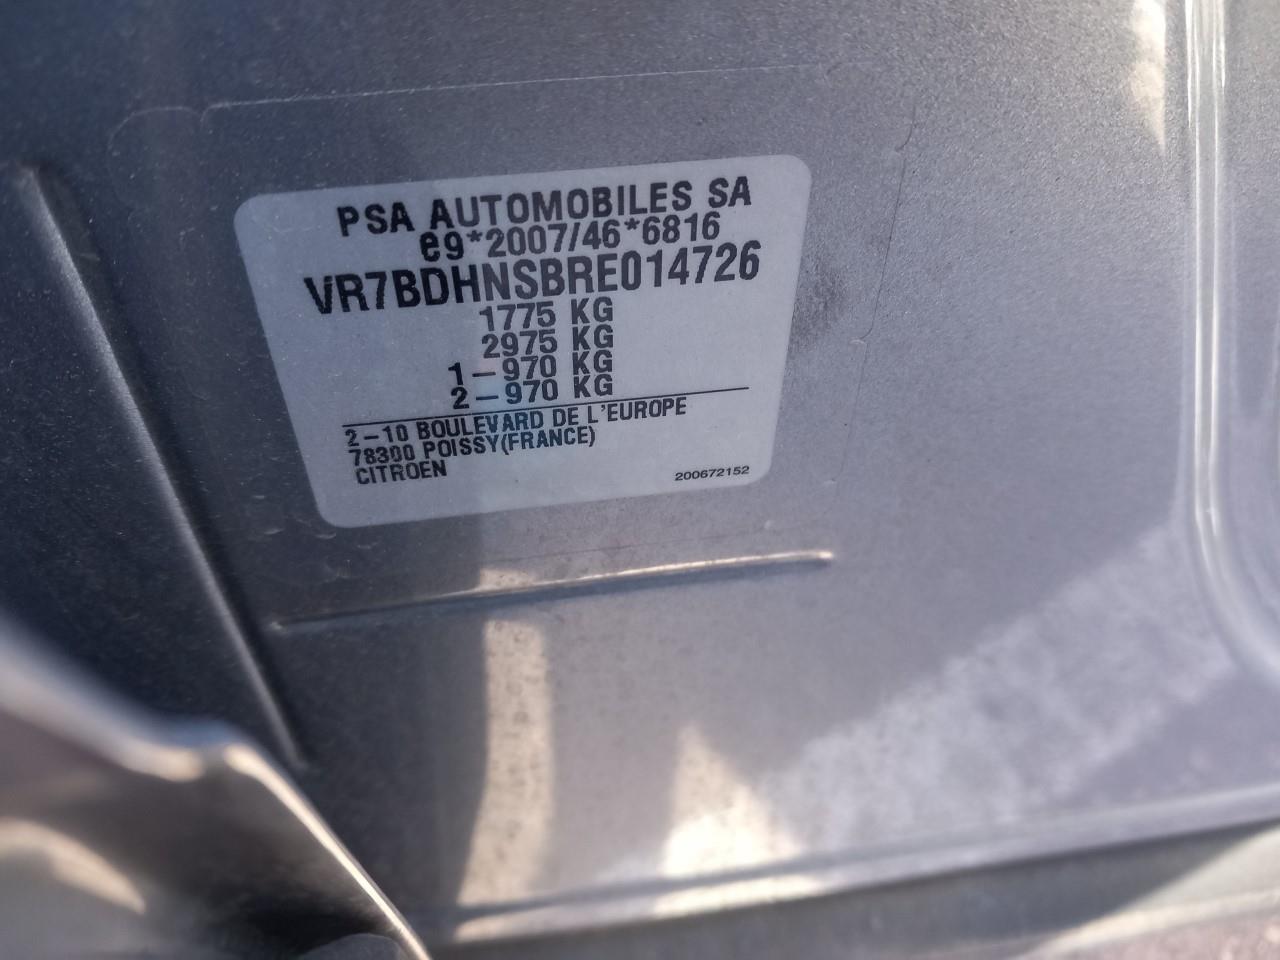 PSA AUTOMOBILES SA
e9*2007/46*6816
VR7BDHNSBRE014726
1775 KG
2975 KG
1-970 KG
2-970 KG
2-10 BOULEVARD DE L'EUROPE
78300 POISSY(FRANCE)
CITROEN
200672152